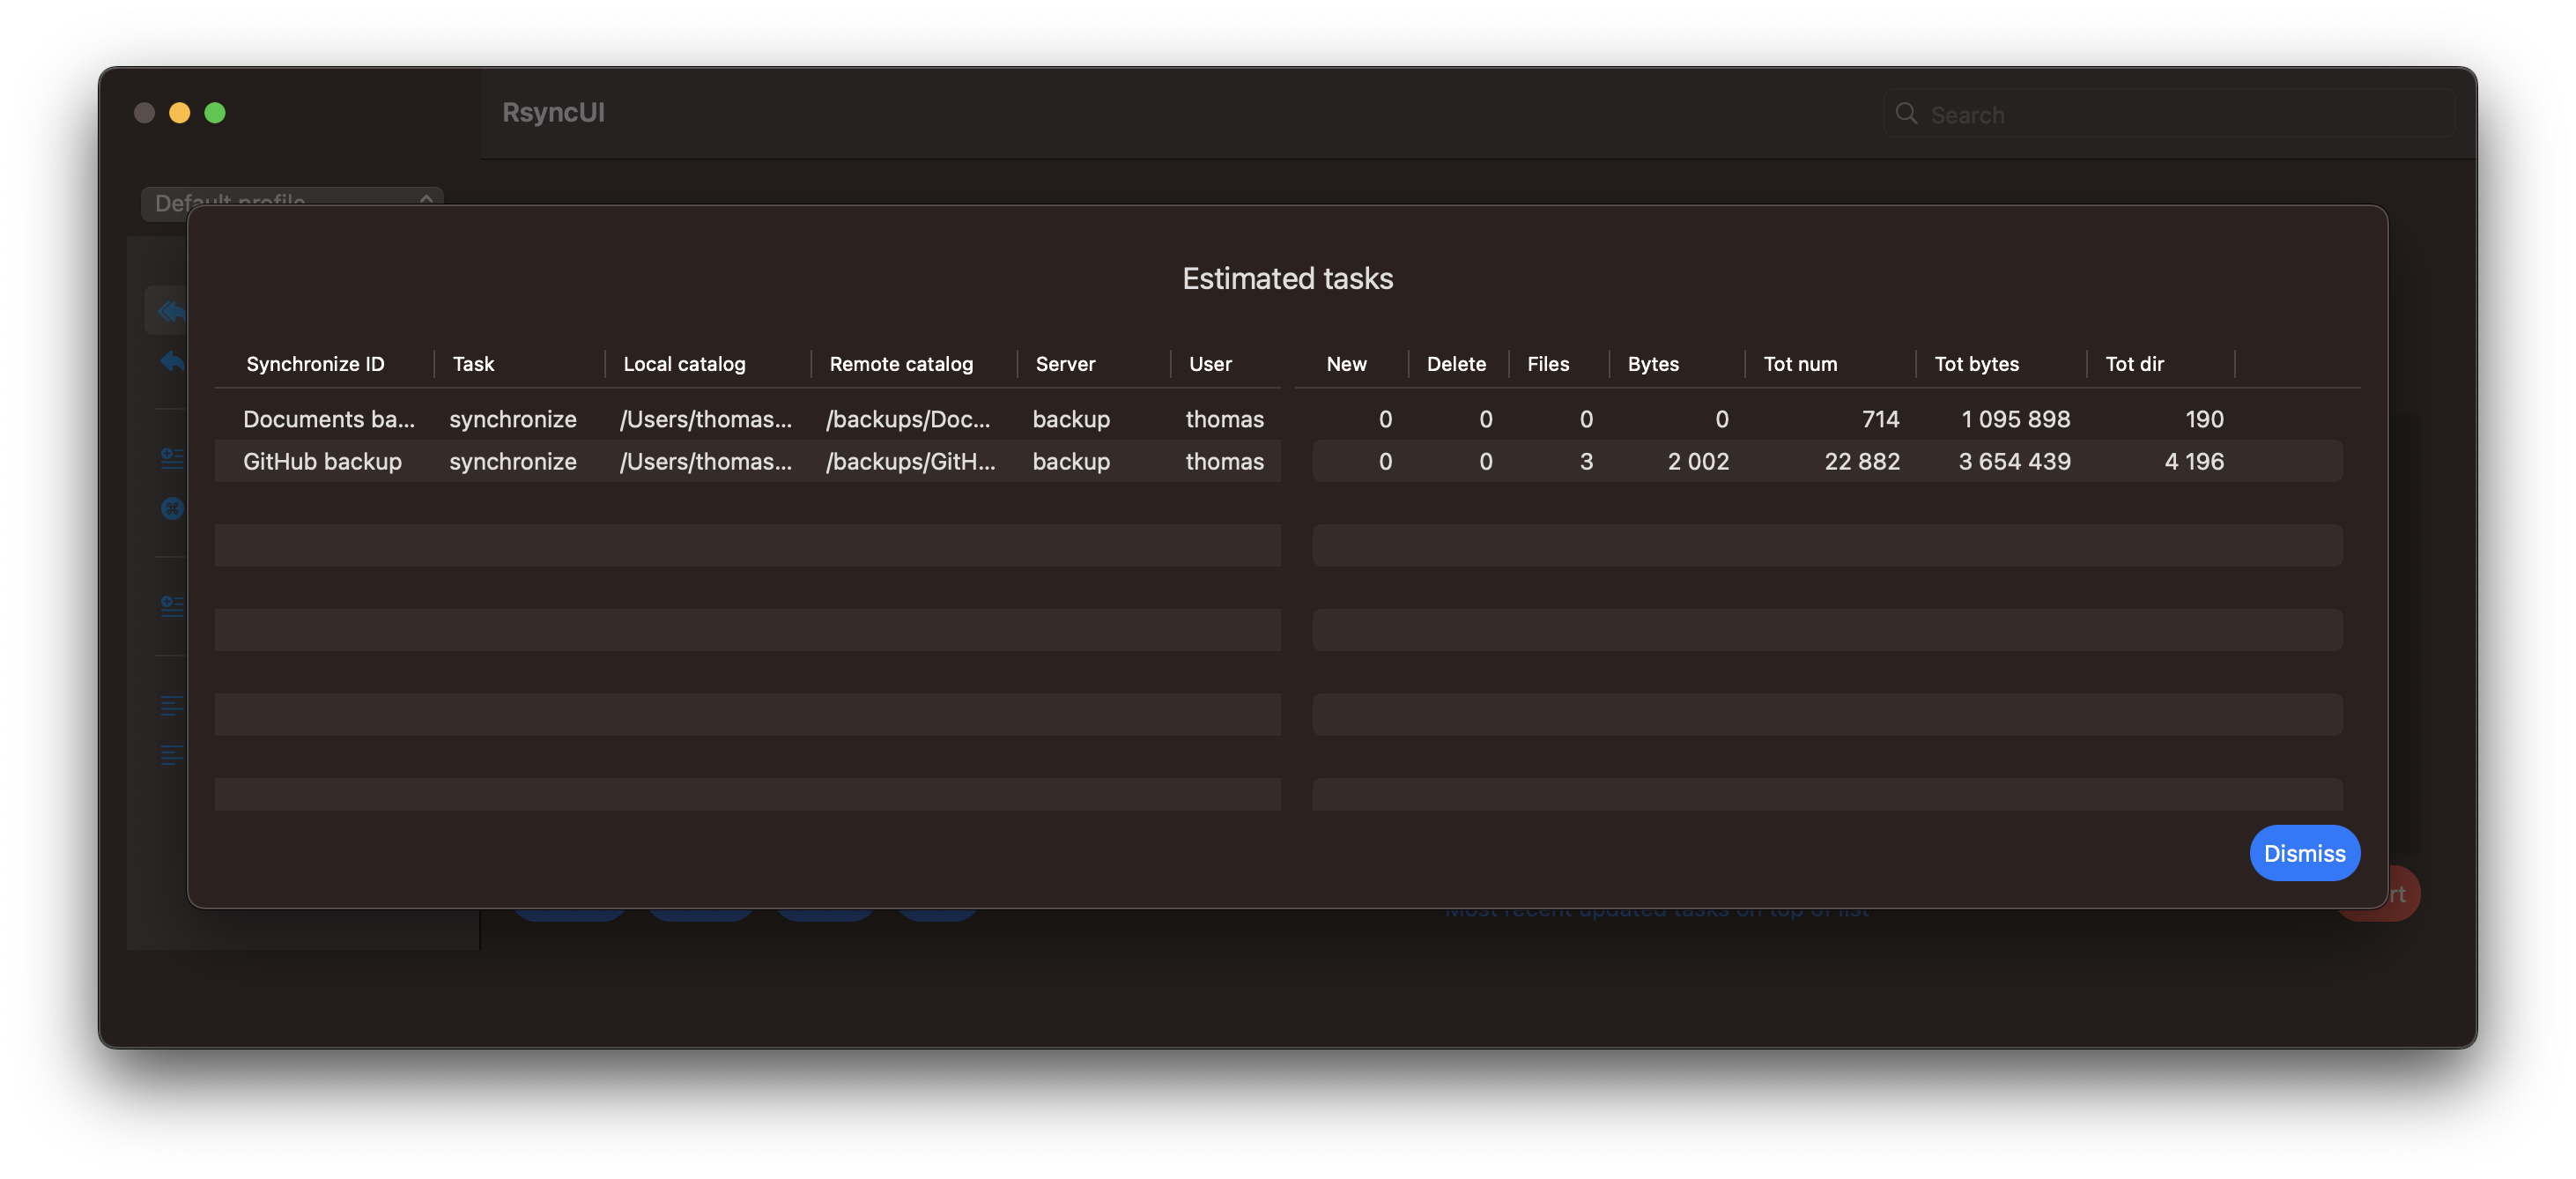 RsyncUI
Search
Default profile
Estimated tasks
Synchronize ID Task Local catalog Remote catalog Server User New Delete Files Bytes Tot num Tot bytes Tot dir
Documents ba... synchronize /Users/thomas... /backups/Doc... backup thomas 0 0 0 0 714 1 095 898 190
GitHub backup synchronize /Users/thomas... /backups/GitH... backup thomas 0 0 3 2 002 22 882 3 654 439 4 196
Dismiss
Most recent updated tasks on top of list
rt